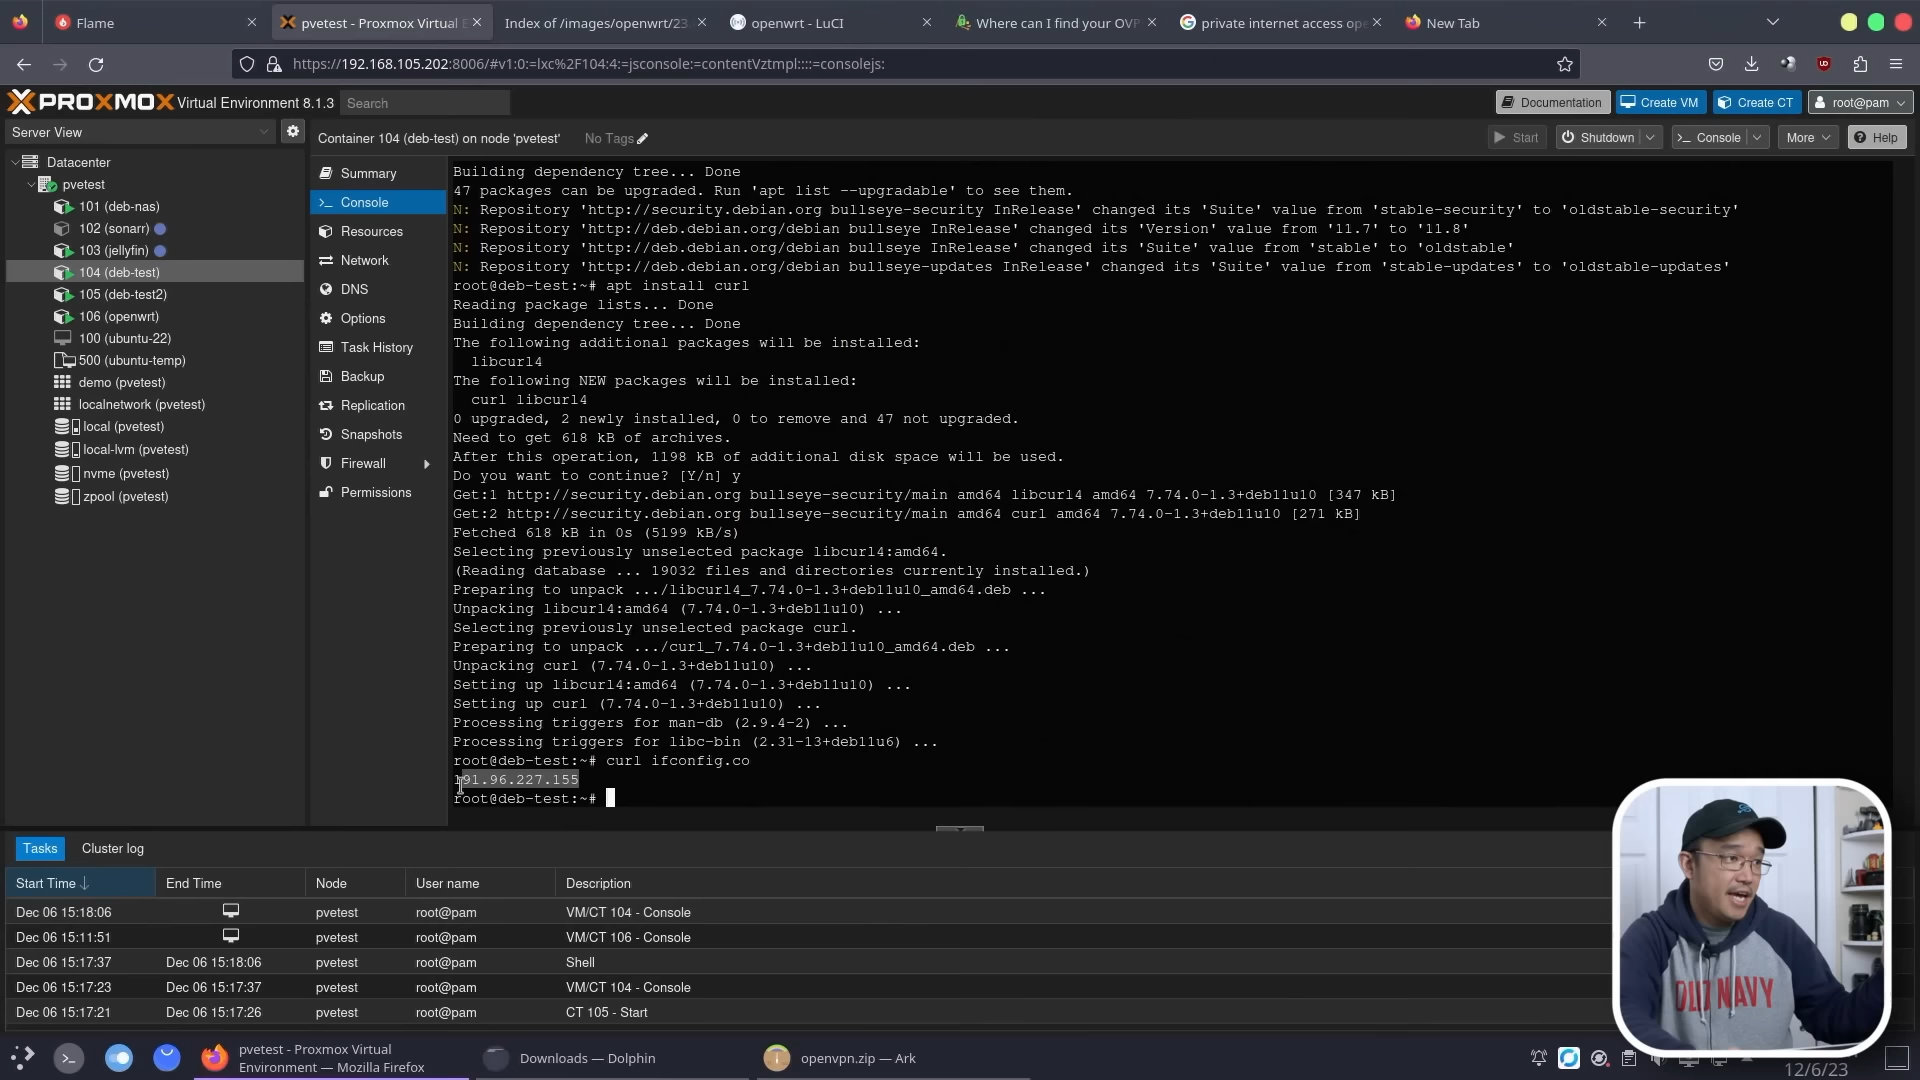 Flame
pvetest - Proxmox Virtual E
Index of /images/openwrt/23
openwrt - LuCI
Where can I find your OVP
private internet access ope
New Tab
https://192.168.105.202:8006/#v1:0:=lxc%2F104:4:=jsconsole:=contentVztmpl::::=consolejs:
PROXMOX Virtual Environment 8.1.3
Search
Documentation
Create VM
Create CT
root@pam
Server View
Container 104 (deb-test) on node 'pvetest'
No Tags
Start
Shutdown
Console
More
Help
Datacenter
pvetest
101 (deb-nas)
102 (sonarr)
103 (jellyfin)
104 (deb-test)
105 (deb-test2)
106 (openwrt)
100 (ubuntu-22)
500 (ubuntu-temp)
demo (pvetest)
localnetwork (pvetest)
local (pvetest)
local-lvm (pvetest)
nvme (pvetest)
zpool (pvetest)
Summary
Console
Resources
Network
DNS
Options
Task History
Backup
Replication
Snapshots
Firewall
Permissions
Building dependency tree... Done
47 packages can be upgraded. Run 'apt list --upgradable' to see them.
N: Repository 'http://security.debian.org bullseye-security InRelease' changed its 'Suite' value from 'stable-security' to 'oldstable-security'
N: Repository 'http://deb.debian.org/debian bullseye InRelease' changed its 'Version' value from '11.7' to '11.8'
N: Repository 'http://deb.debian.org/debian bullseye InRelease' changed its 'Suite' value from 'stable' to 'oldstable'
N: Repository 'http://deb.debian.org/debian bullseye-updates InRelease' changed its 'Suite' value from 'stable-updates' to 'oldstable-updates'
root@deb-test:~# apt install curl
Reading package lists... Done
Building dependency tree... Done
The following additional packages will be installed:
libcurl4
The following NEW packages will be installed:
curl libcurl4
0 upgraded, 2 newly installed, 0 to remove and 47 not upgraded.
Need to get 618 kB of archives.
After this operation, 1198 kB of additional disk space will be used.
Do you want to continue? [Y/n] y
Get:1 http://security.debian.org bullseye-security/main amd64 libcurl4 amd64 7.74.0-1.3+deb11u10 [347 kB]
Get:2 http://security.debian.org bullseye-security/main amd64 curl amd64 7.74.0-1.3+deb11u10 [271 kB]
Fetched 618 kB in 0s (5199 kB/s)
Selecting previously unselected package libcurl4:amd64.
(Reading database ... 19032 files and directories currently installed.)
Preparing to unpack .../libcurl4_7.74.0-1.3+deb11u10_amd64.deb ...
Unpacking libcurl4:amd64 (7.74.0-1.3+deb11u10) ...
Selecting previously unselected package curl.
Preparing to unpack .../curl_7.74.0-1.3+deb11u10_amd64.deb ...
Unpacking curl (7.74.0-1.3+deb11u10) ...
Setting up libcurl4:amd64 (7.74.0-1.3+deb11u10) ...
Setting up curl (7.74.0-1.3+deb11u10) ...
Processing triggers for man-db (2.9.4-2) ...
Processing triggers for libc-bin (2.31-13+deb11u6) ...
root@deb-test:~# curl ifconfig.co
191.96.227.155
root@deb-test:~#
Tasks
Cluster log
Start Time End Time Node User name Description
Dec 06 15:18:06 pvetest root@pam VM/CT 104 - Console
Dec 06 15:11:51 pvetest root@pam VM/CT 106 - Console
Dec 06 15:17:37 Dec 06 15:18:06 pvetest root@pam Shell
Dec 06 15:17:23 Dec 06 15:17:37 pvetest root@pam VM/CT 104 - Console
Dec 06 15:17:21 Dec 06 15:17:26 pvetest root@pam CT 105 - Start
OLD NAVY
pvetest - Proxmox Virtual
Environment — Mozilla Firefox
Downloads — Dolphin
openvpn.zip — Ark
12/6/23